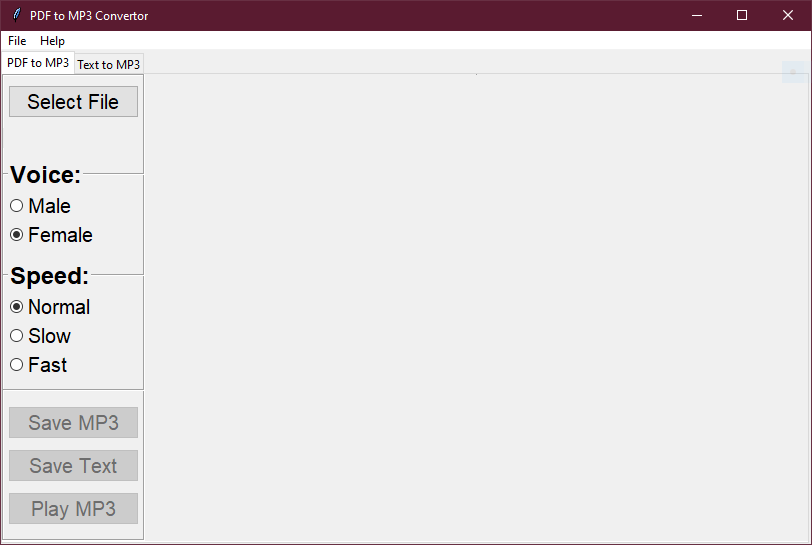 PDF to MP3 Convertor
File Help
PDF to MP3 Text to MP3
Select File
Voice:
Male
Female
Speed:
Normal
Slow
Fast
Save MP3
Save Text
Play MP3